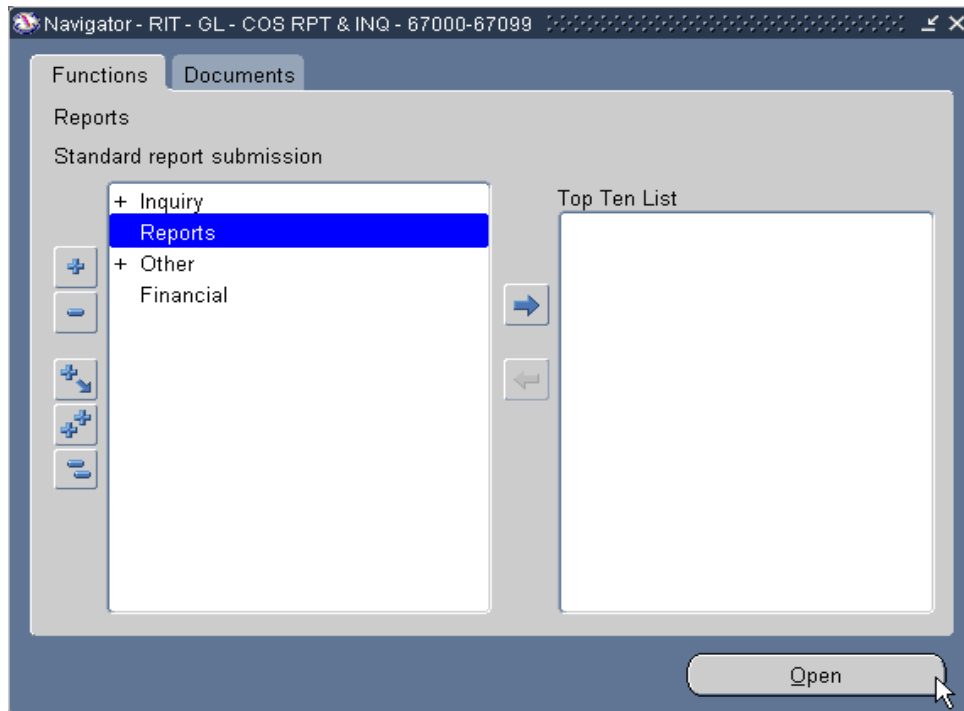 Navigator - RIT - GL - COS RPT & INQ - 67000-67099
Functions Documents
Reports
Standard report submission
+ Inquiry
Reports
+ Other
Financial
Top Ten List
Open